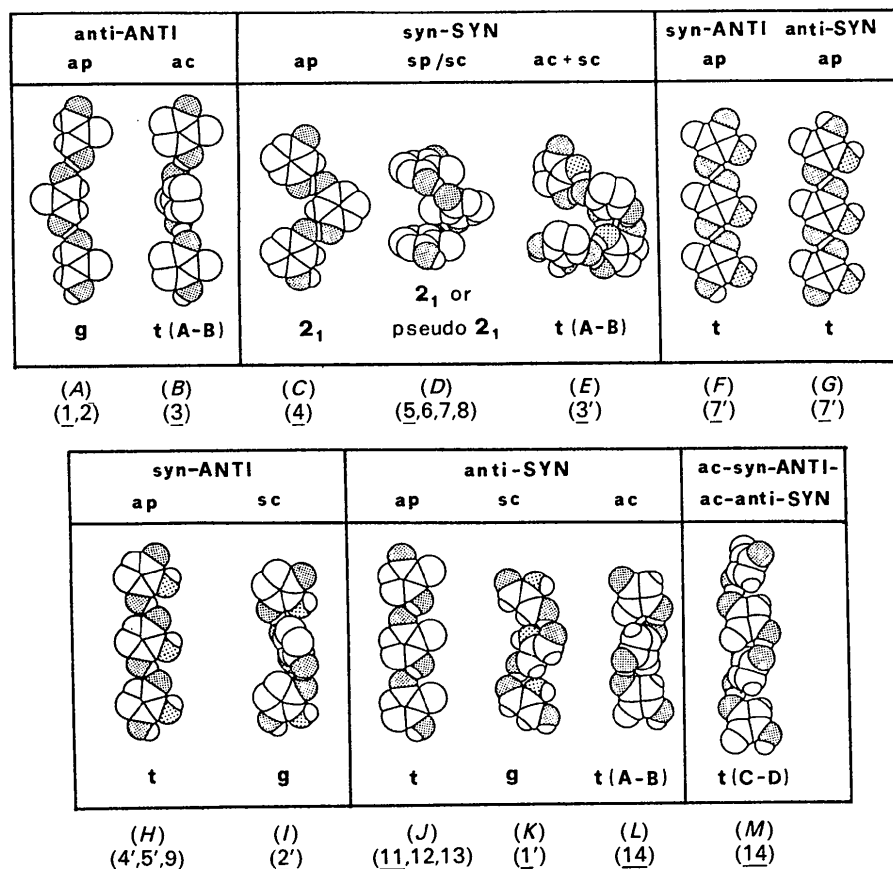 anti-ANTI syn-SYN syn-ANTI anti-SYN
ap ac ap sp/sc ac + sc ap ap
2₁ or
g t (A-B) 2₁ pseudo 2₁ t (A-B) t t
(A) (B) (C) (D) (E) (F) (G)
(1,2) (3) (4) (5,6,7,8) (3') (7') (7')
syn-ANTI anti-SYN ac-syn-ANTI-
ap sc ap sc ac ac-anti-SYN
t g t g t (A-B) t (C-D)
(H) (I) (J) (K) (L) (M)
(4',5',9) (2') (11,12,13) (1') (14) (14)